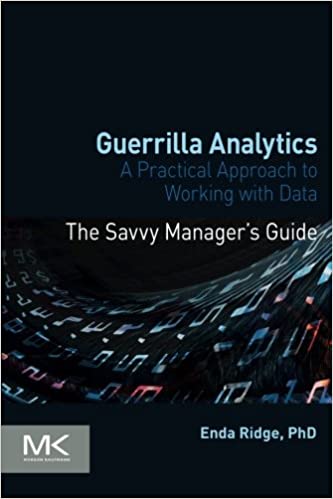 Guerrilla Analytics
A Practical Approach to
Working with Data
The Savvy Manager's Guide
MK
MORGAN KAUFMANN
Enda Ridge, PhD